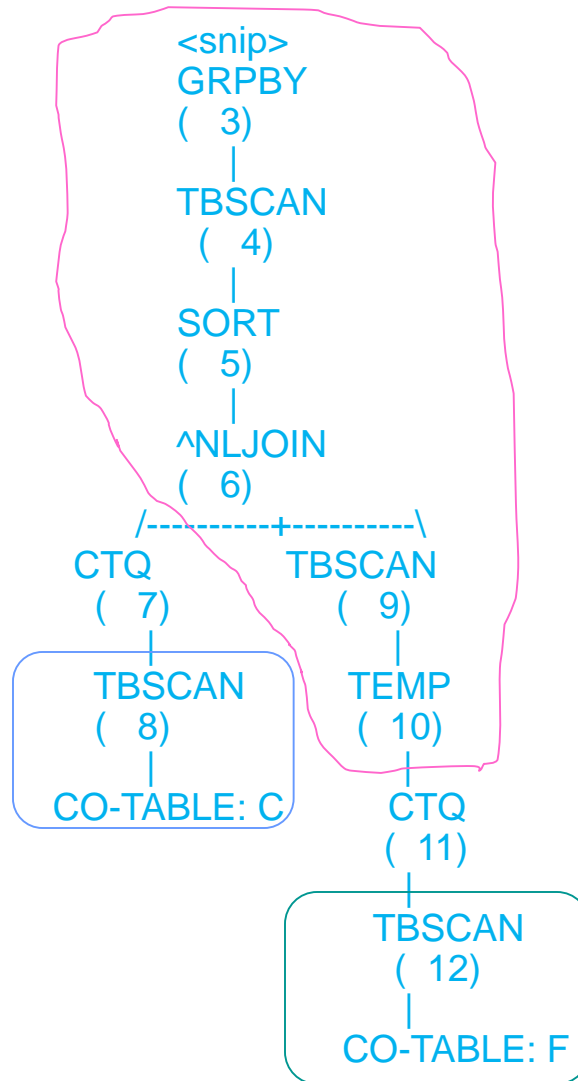 <snip>
GRPBY
( 3)
|
TBSCAN
( 4)
|
SORT
( 5)
|
^NLJOIN
( 6)
/----------+----------\
CTQ TBSCAN
( 7) ( 9)
| |
TBSCAN TEMP
( 8) ( 10)
| |
CO-TABLE: C CTQ
( 11)
|
TBSCAN
( 12)
|
CO-TABLE: F